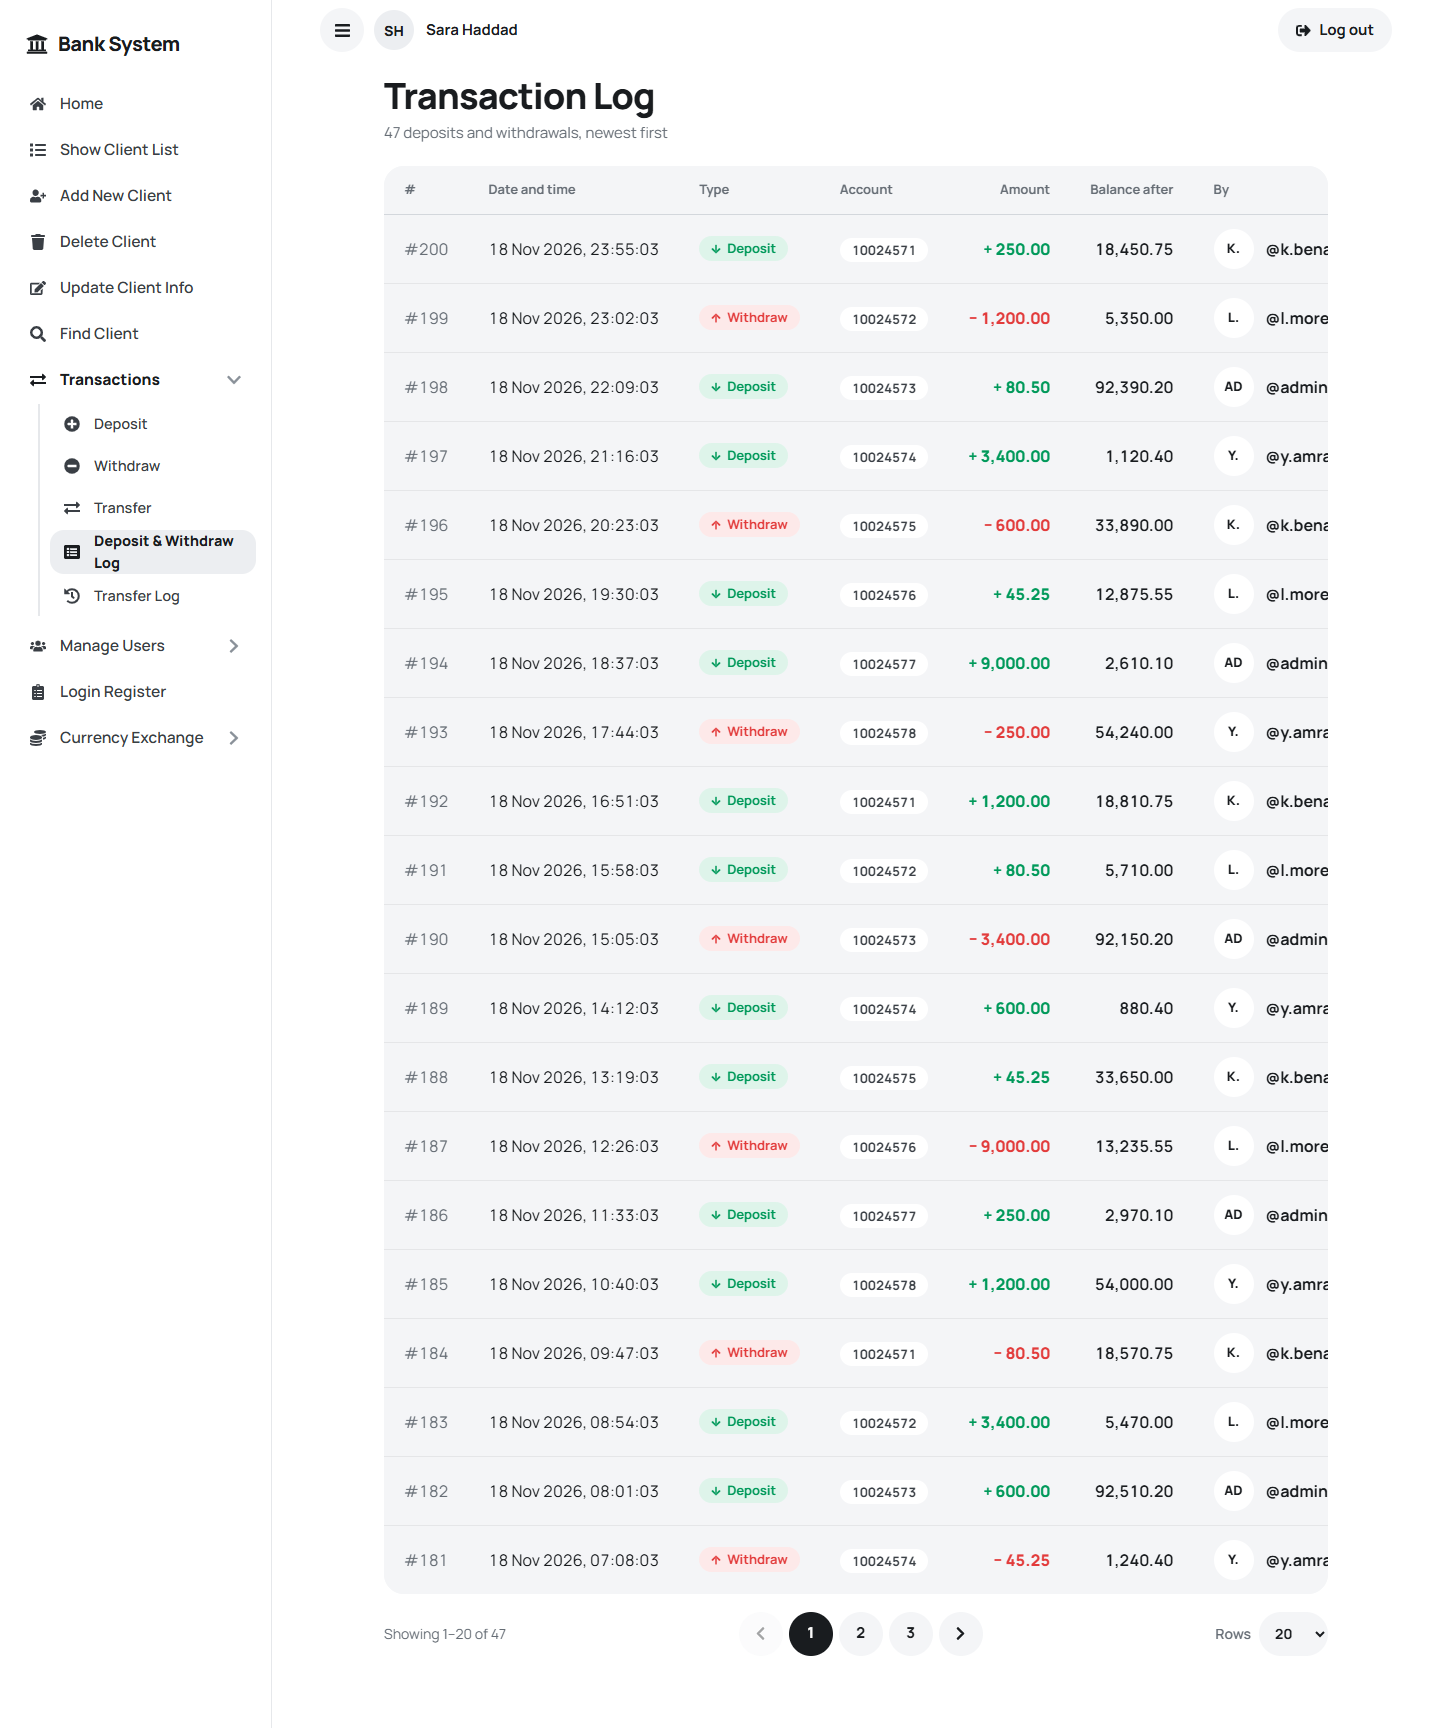 Bank System
Home
Show Client List
Add New Client
Delete Client
Update Client Info
Find Client
Transactions
Deposit
Withdraw
Transfer
Deposit & Withdraw
Log
Transfer Log
Manage Users
Login Register
Currency Exchange
SH Sara Haddad
Log out
Transaction Log
47 deposits and withdrawals, newest first
# Date and time Type Account Amount Balance after By
#200 18 Nov 2026, 23:55:03 Deposit 10024571 + 250.00 18,450.75 K. @k.bena
#199 18 Nov 2026, 23:02:03 Withdraw 10024572 − 1,200.00 5,350.00 L. @l.more
#198 18 Nov 2026, 22:09:03 Deposit 10024573 + 80.50 92,390.20 AD @admin
#197 18 Nov 2026, 21:16:03 Deposit 10024574 + 3,400.00 1,120.40 Y. @y.amra
#196 18 Nov 2026, 20:23:03 Withdraw 10024575 − 600.00 33,890.00 K. @k.bena
#195 18 Nov 2026, 19:30:03 Deposit 10024576 + 45.25 12,875.55 L. @l.more
#194 18 Nov 2026, 18:37:03 Deposit 10024577 + 9,000.00 2,610.10 AD @admin
#193 18 Nov 2026, 17:44:03 Withdraw 10024578 − 250.00 54,240.00 Y. @y.amra
#192 18 Nov 2026, 16:51:03 Deposit 10024571 + 1,200.00 18,810.75 K. @k.bena
#191 18 Nov 2026, 15:58:03 Deposit 10024572 + 80.50 5,710.00 L. @l.more
#190 18 Nov 2026, 15:05:03 Withdraw 10024573 − 3,400.00 92,150.20 AD @admin
#189 18 Nov 2026, 14:12:03 Deposit 10024574 + 600.00 880.40 Y. @y.amra
#188 18 Nov 2026, 13:19:03 Deposit 10024575 + 45.25 33,650.00 K. @k.bena
#187 18 Nov 2026, 12:26:03 Withdraw 10024576 − 9,000.00 13,235.55 L. @l.more
#186 18 Nov 2026, 11:33:03 Deposit 10024577 + 250.00 2,970.10 AD @admin
#185 18 Nov 2026, 10:40:03 Deposit 10024578 + 1,200.00 54,000.00 Y. @y.amra
#184 18 Nov 2026, 09:47:03 Withdraw 10024571 − 80.50 18,570.75 K. @k.bena
#183 18 Nov 2026, 08:54:03 Deposit 10024572 + 3,400.00 5,470.00 L. @l.more
#182 18 Nov 2026, 08:01:03 Deposit 10024573 + 600.00 92,510.20 AD @admin
#181 18 Nov 2026, 07:08:03 Withdraw 10024574 − 45.25 1,240.40 Y. @y.amra
Showing 1–20 of 47 1 2 3 Rows 20